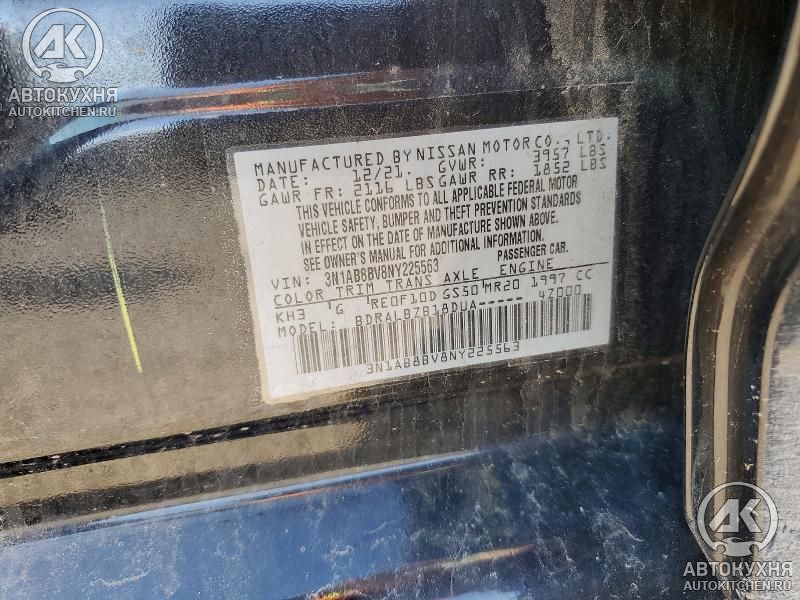 АК
АВТОКУХНЯ
AUTOKITCHEN.RU
MANUFACTURED BY NISSAN MOTOR CO., LTD.
DATE: 12/21. GVWR: 3957 LBS
GAWR FR: 2116 LBS GAWR RR: 1852 LBS
THIS VEHICLE CONFORMS TO ALL APPLICABLE FEDERAL MOTOR
VEHICLE SAFETY, BUMPER AND THEFT PREVENTION STANDARDS
IN EFFECT ON THE DATE OF MANUFACTURE SHOWN ABOVE.
SEE OWNER'S MANUAL FOR ADDITIONAL INFORMATION.
VIN: 3N1AB8BV8NY225563 PASSENGER CAR.
COLOR TRIM TRANS AXLE ENGINE
KH3 G RE0F10D GS50 MR20 1997 CC
MODEL: BDRALBZB18DUA----- 4Z000
3N1AB8BV8NY225563
АК
АВТОКУХНЯ
AUTOKITCHEN.RU